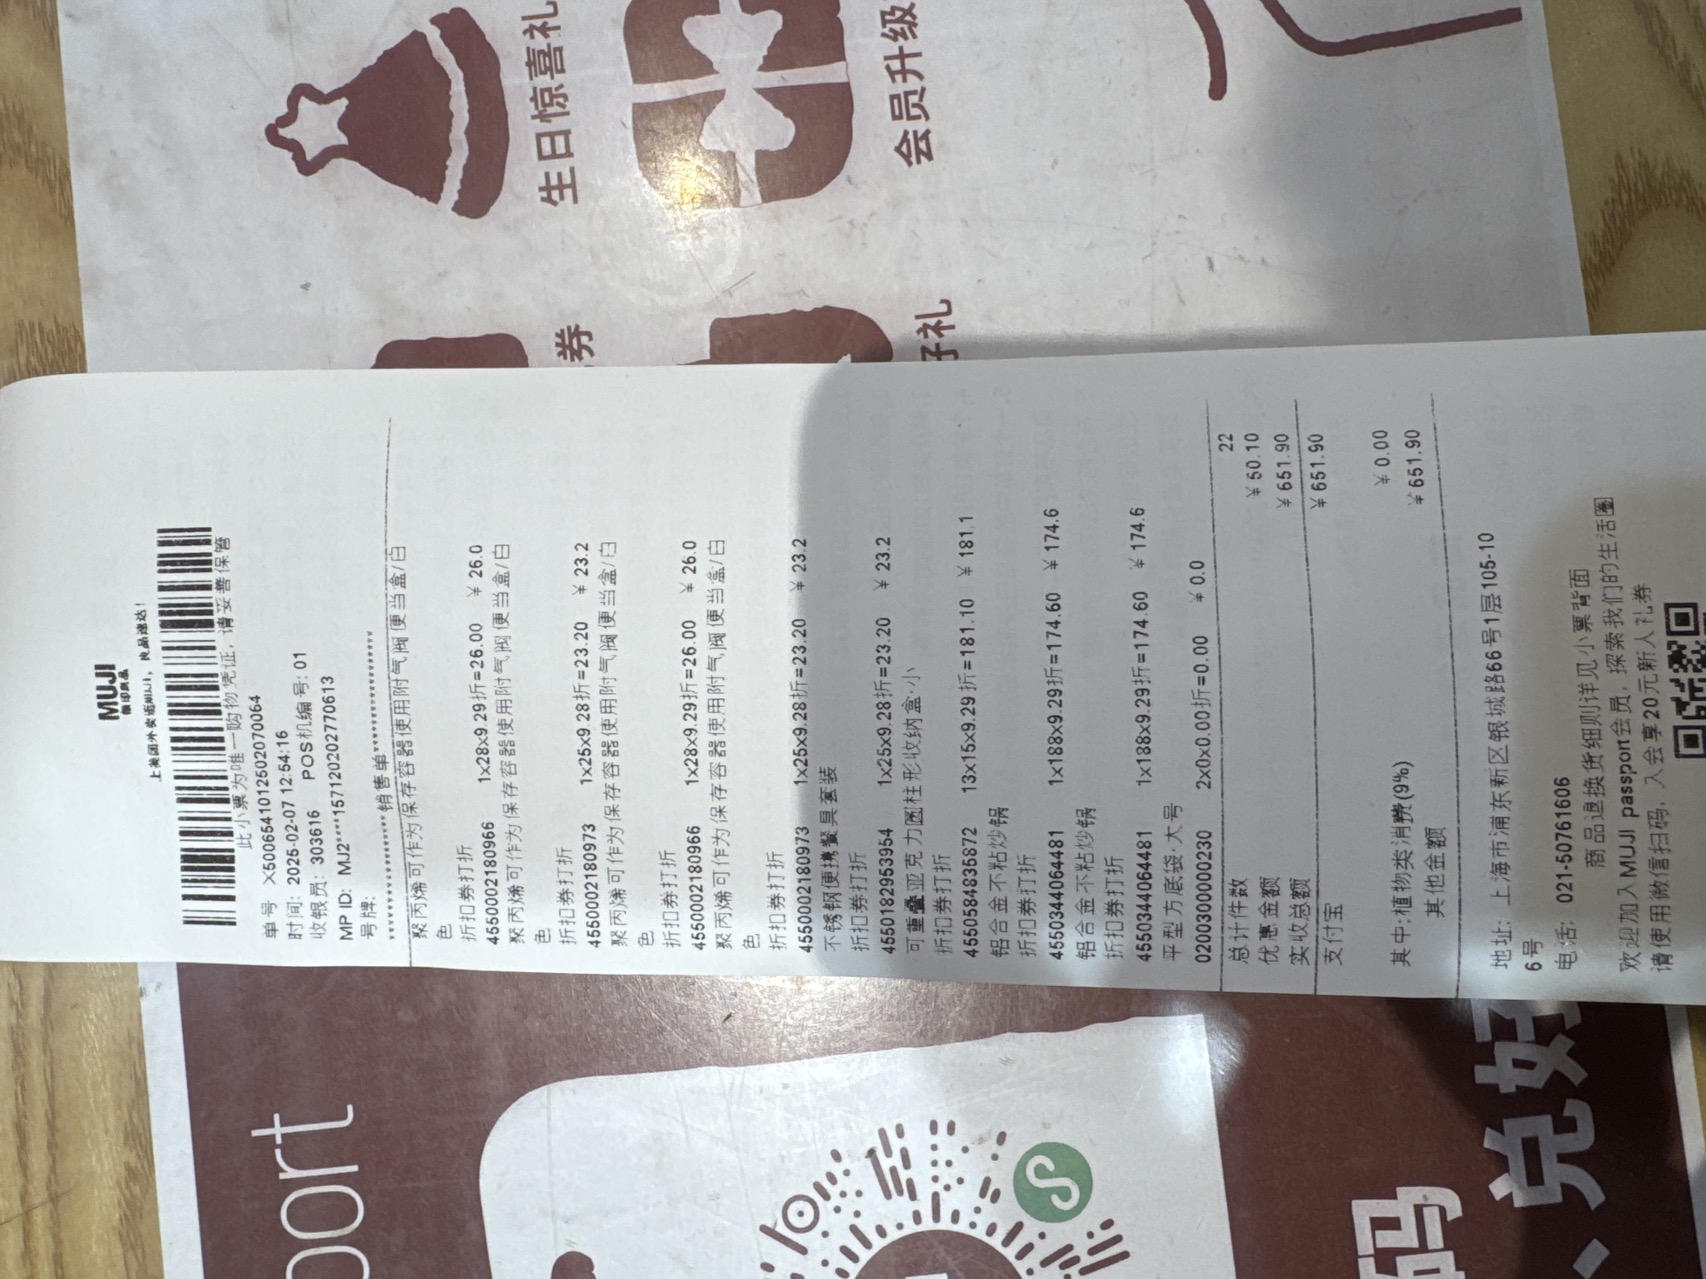 生日惊喜礼
会员升级
券
好礼
MUJI
無印良品
上美团外卖逛MUJI，良品速达！
此小票为唯一购物凭证，请妥善保管
单号 X5006541012502070064
时间: 2025-02-07 12:54:16
收银员: 303616 POS机编号: 01
MP ID: MJ2****157120202770613
号牌:
********************销售单********************
聚丙烯可作为保存容器使用附气阀便当盒/白
色
折扣券打折
4550002180966 1x28x9.29折=26.00 ￥26.0
聚丙烯可作为保存容器使用附气阀便当盒/白
色
折扣券打折
4550002180973 1x25x9.28折=23.20 ￥23.2
聚丙烯可作为保存容器使用附气阀便当盒/白
色
折扣券打折
4550002180966 1x28x9.29折=26.00 ￥26.0
聚丙烯可作为保存容器使用附气阀便当盒/白
色
折扣券打折
4550002180973 1x25x9.28折=23.20 ￥23.2
不锈钢便携餐具套装
折扣券打折
4550182953954 1x25x9.28折=23.20 ￥23.2
可重叠亚克力圆柱形收纳盒·小
折扣券打折
4550584835872 13x15x9.29折=181.10 ￥181.1
铝合金不粘炒锅
折扣券打折
4550344064481 1x188x9.29折=174.60 ￥174.6
铝合金不粘炒锅
折扣券打折
4550344064481 1x188x9.29折=174.60 ￥174.6
平型方底袋·大号
0200300000230 2x0x0.00折=0.00 ￥0.0
总计件数 22
优惠金额 ￥50.10
实收总额 ￥651.90
支付宝 ￥651.90
其中:植物类消费(9%) ￥0.00
其他金额 ￥651.90
地址: 上海市浦东新区银城路66号1层105-10
6号
电话: 021-50761606
商品退换货细则详见小票背面
欢迎加入MUJI passport会员，探索我们的生活圈
请使用微信扫码，入会享20元新人礼券
port
码
兑好